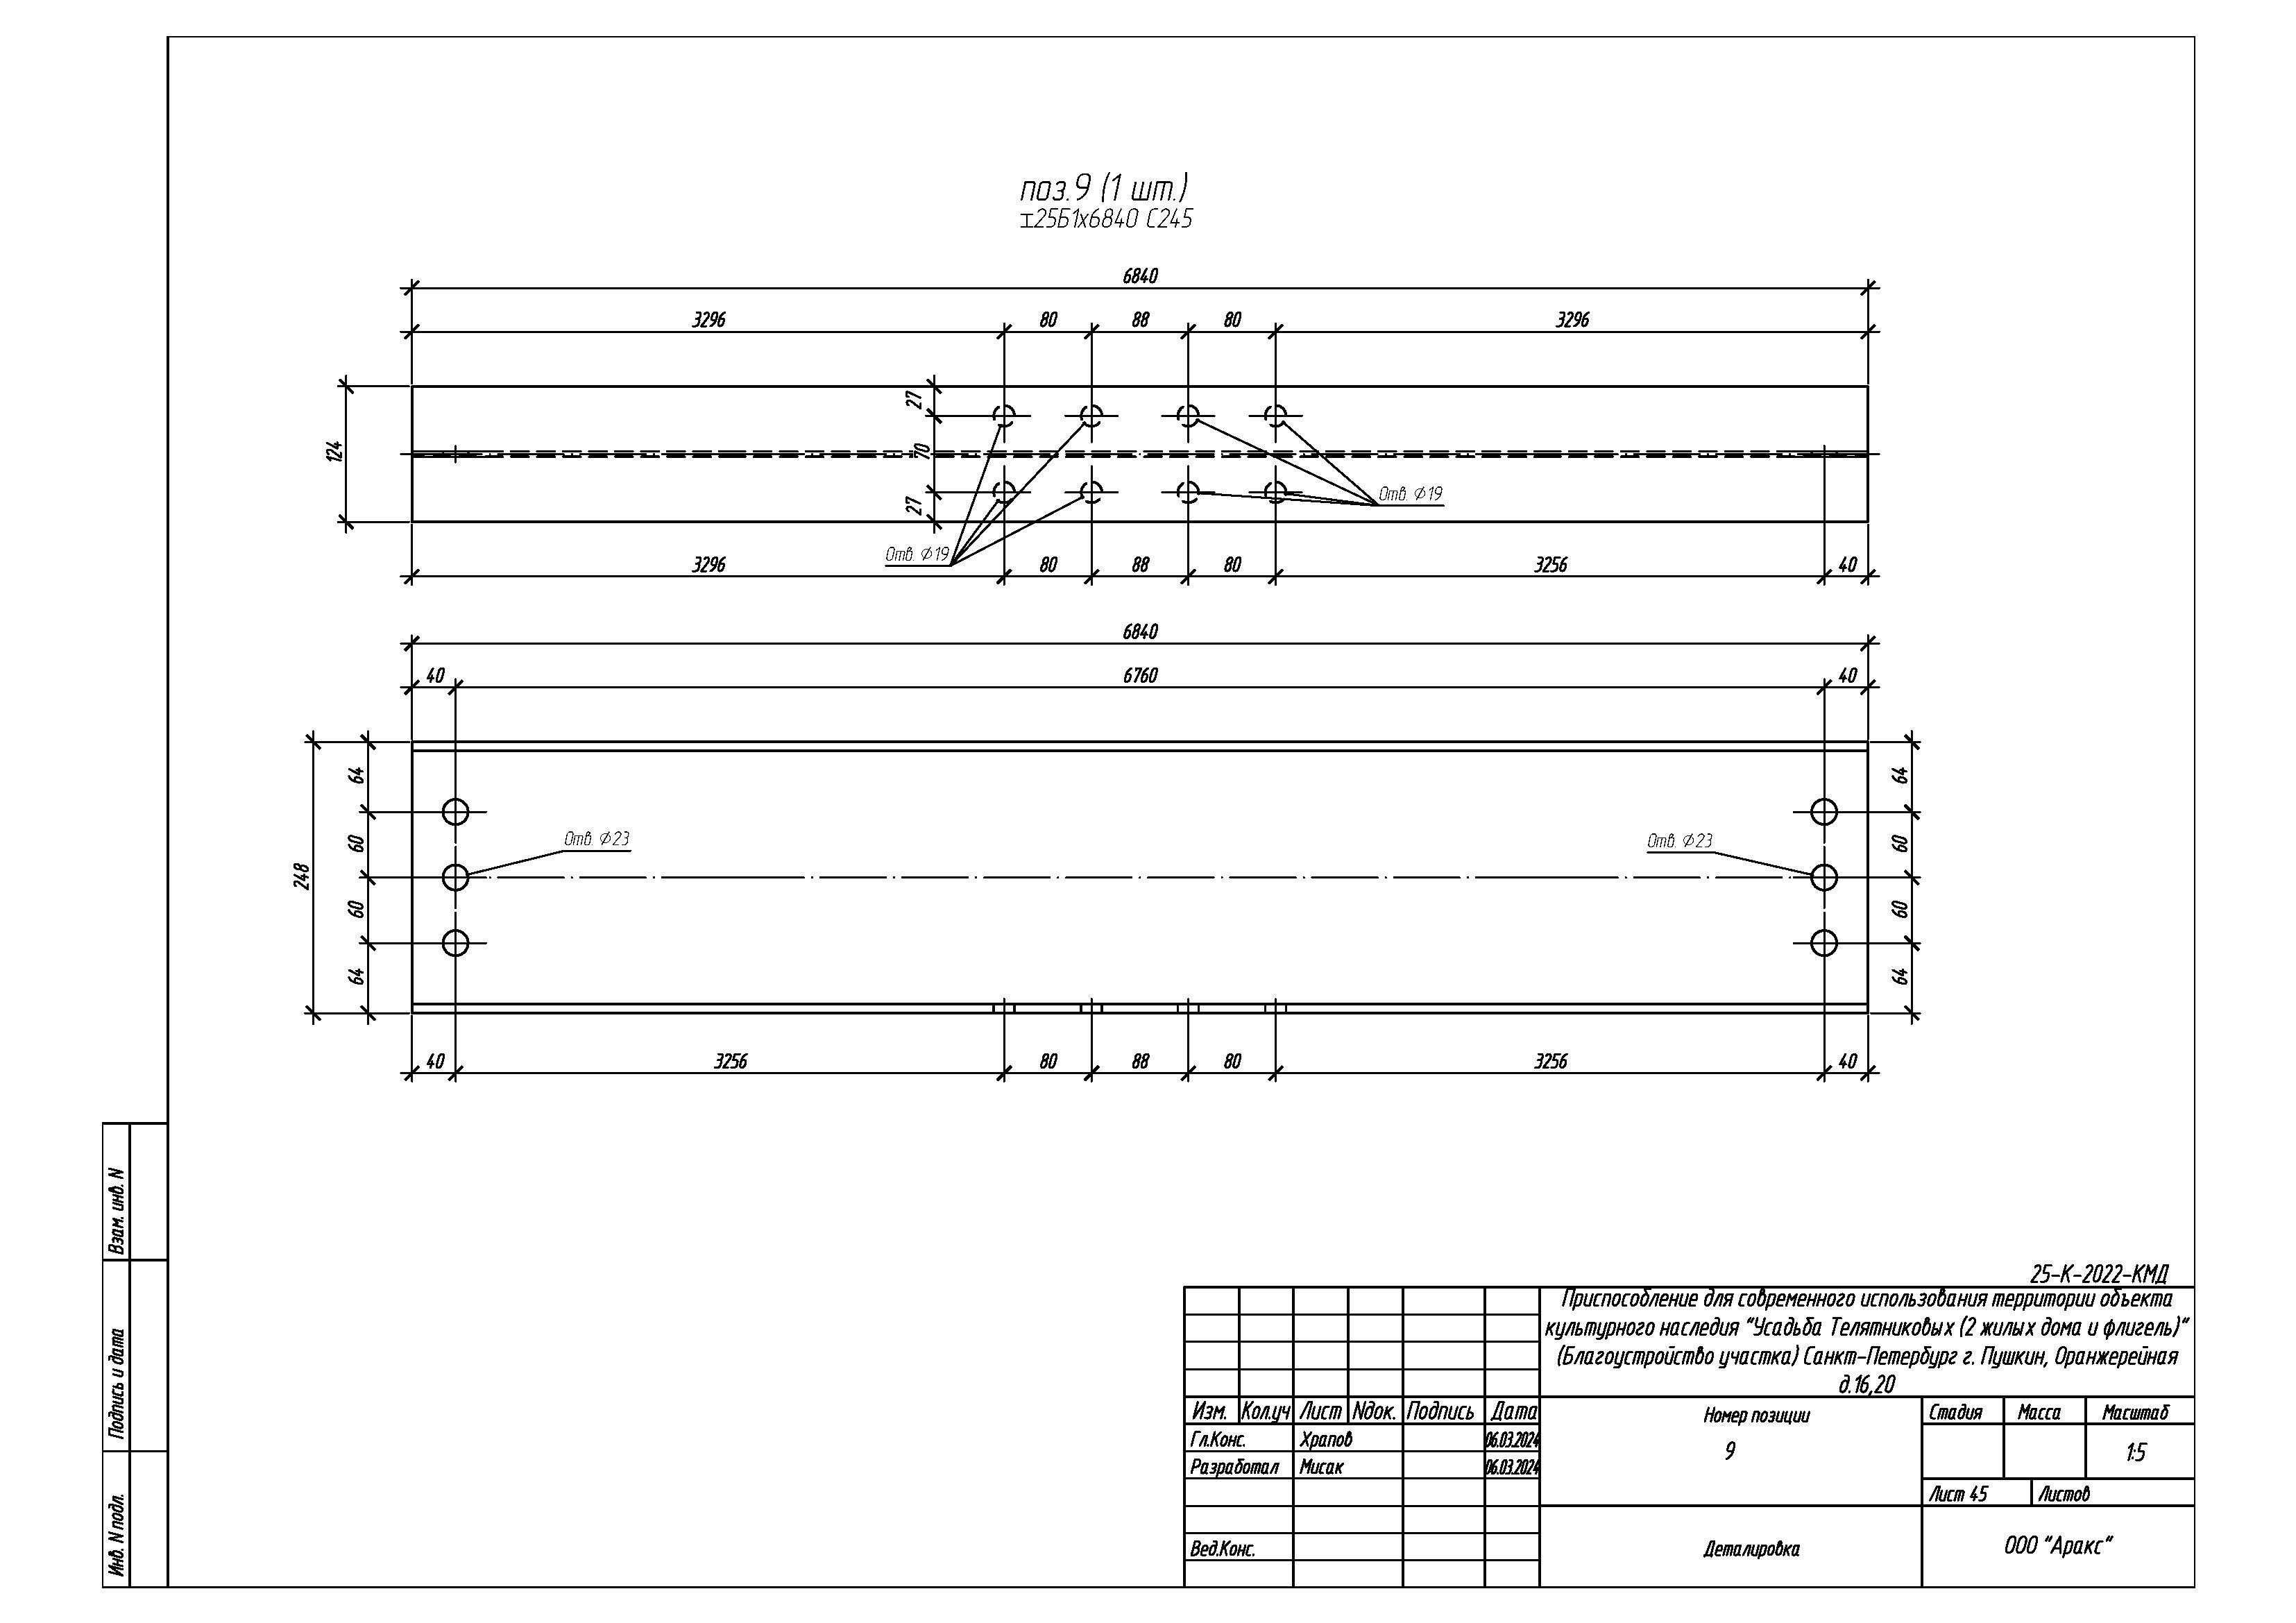 поз.9 (1 шт.)
⌶25Б1х6840 С245
6840
3296 80 88 80 3296
27
124
70
27
Отв. ⌀19
Отв. ⌀19
3296 80 88 80 3256 40
6840
40 6760 40
64 64
60 60
Отв. ⌀23 Отв. ⌀23
248
60 60
64 64
40 3256 80 88 80 3256 40
Взам. инв. N
Подпись и дата
Инв. N подл.
25-К-2022-КМД
Приспособление для современного использования территории объекта
культурного наследия "Усадьба Телятниковых (2 жилых дома и флигель)"
(Благоустройство участка) Санкт-Петербург г. Пушкин, Оранжерейная
д.16,20
Изм. Кол.уч Лист Nдок. Подпись Дата
Номер позиции Стадия Масса Масштаб
Гл.Конс. Храпов 06.03.2024
9 1:5
Разработал Мисак 06.03.2024
Лист 45 Листов
Вед.Конс. Деталировка ООО "Аракс"